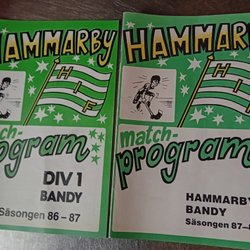 HAMMARBY
HIF
match-
program
DIV 1
BANDY
Säsongen 86-87
HAMMARBY
HIF
match-
program
HAMMARBY
BANDY
Säsongen 87-